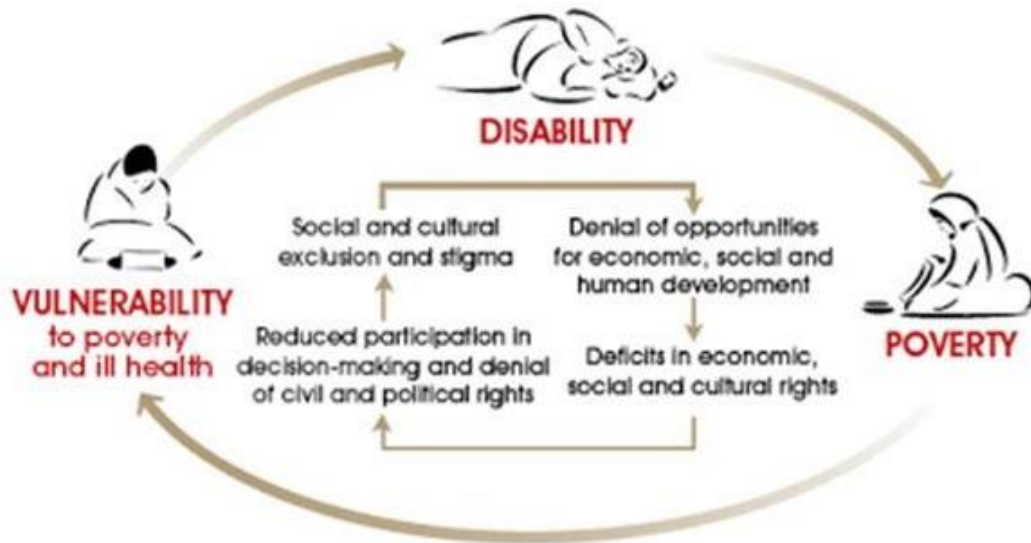 DISABILITY
Social and cultural
exclusion and stigma
Denial of opportunities
for economic, social and
human development
VULNERABILITY
to poverty
and ill health
Reduced participation in
decision-making and denial
of civil and political rights
Deficits in economic,
social and cultural rights
POVERTY